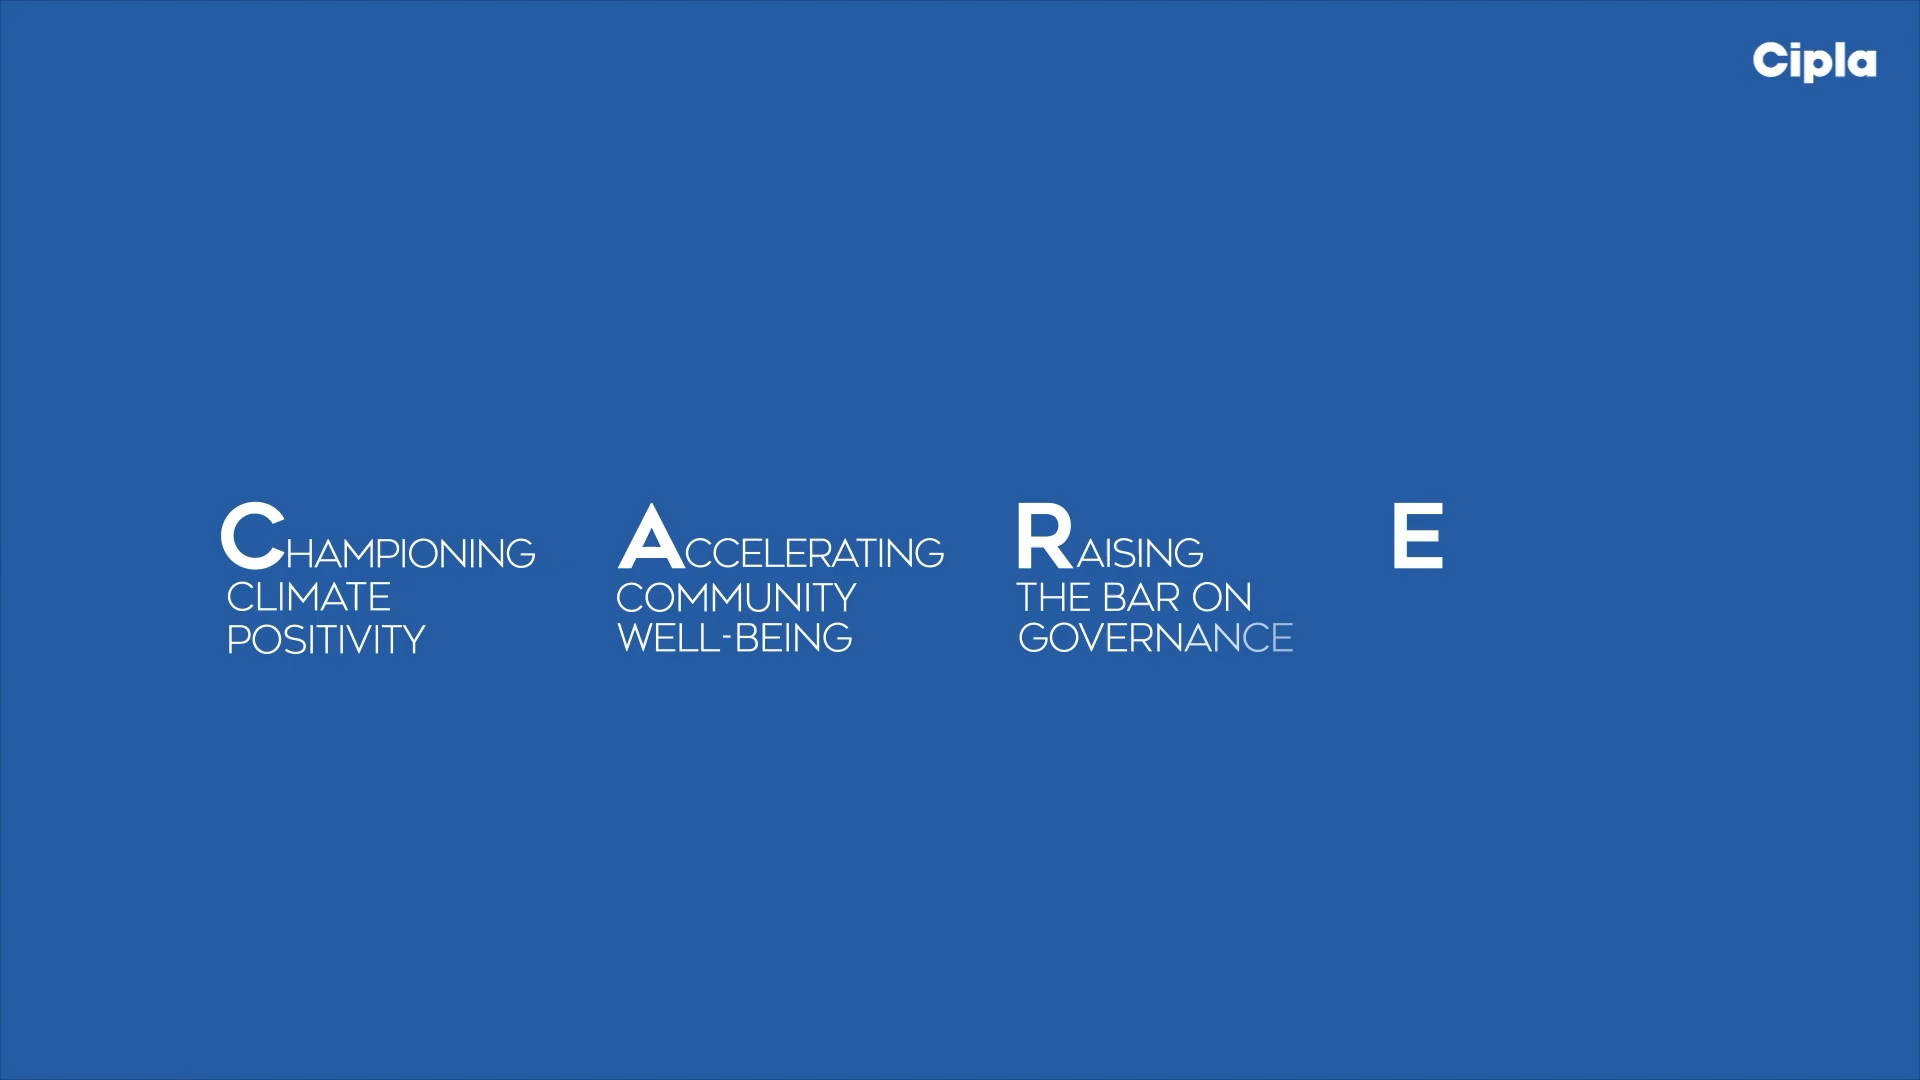 Cipla
CHAMPIONING
CLIMATE
POSITIVITY
ACCELERATING
COMMUNITY
WELL-BEING
RAISING
THE BAR ON
GOVERNANCE
E